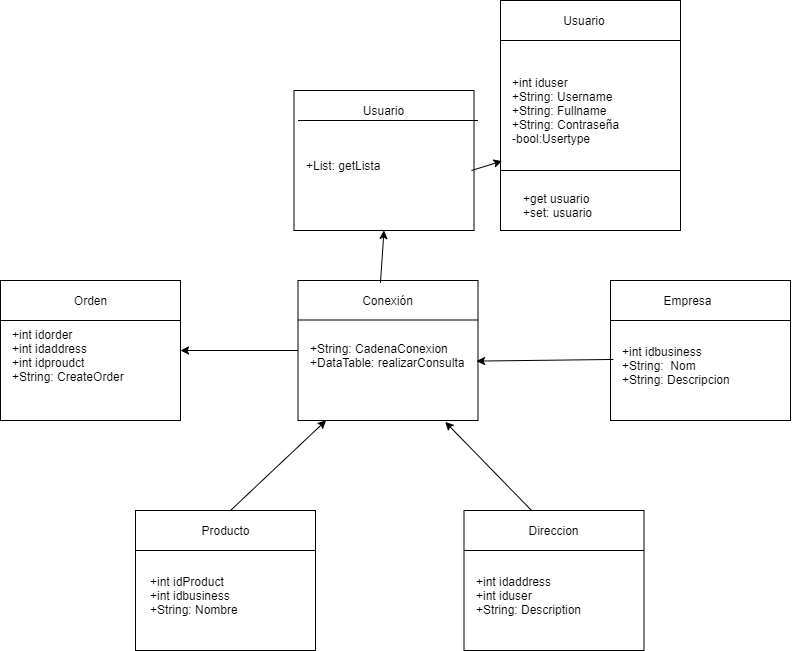 Usuario
+int iduser
+String: Username
+String: Fullname
+String: Contraseña
-bool:Usertype
+get usuario
+set: usuario
Usuario
+List: getLista
Orden
+int idorder
+int idaddress
+int idproudct
+String: CreateOrder
Conexión
+String: CadenaConexion
+DataTable: realizarConsulta
Empresa
+int idbusiness
+String:  Nom
+String: Descripcion
Producto
+int idProduct
+int idbusiness
+String: Nombre
Direccion
+int idaddress
+int iduser
+String: Description